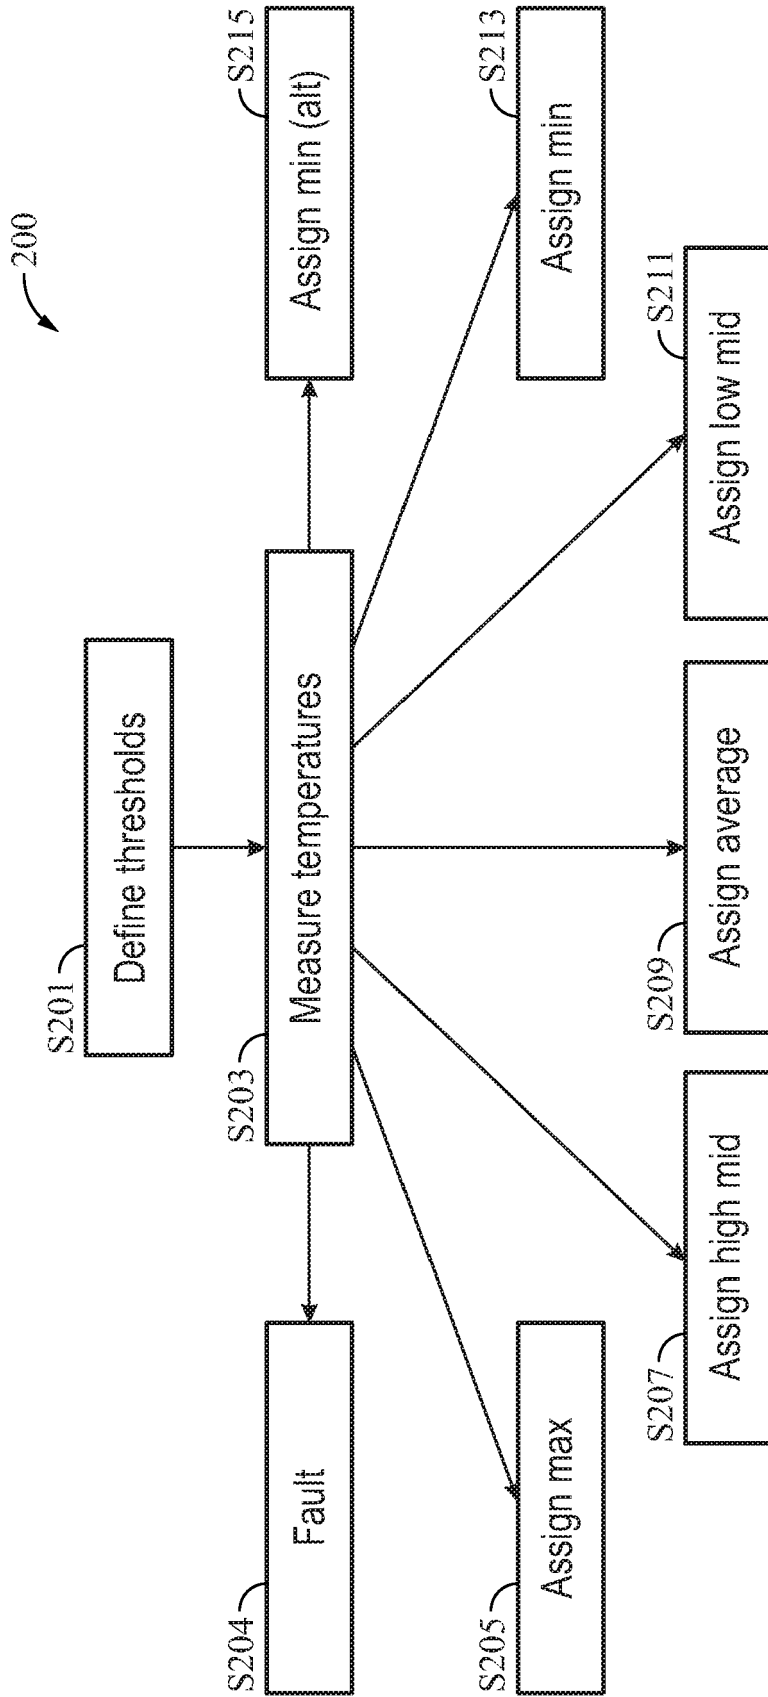 200
S201
Define thresholds
S203
Measure temperatures
S204
Fault
S215
Assign min (alt)
S205
Assign max
S213
Assign min
S207
Assign high mid
S209
Assign average
S211
Assign low mid